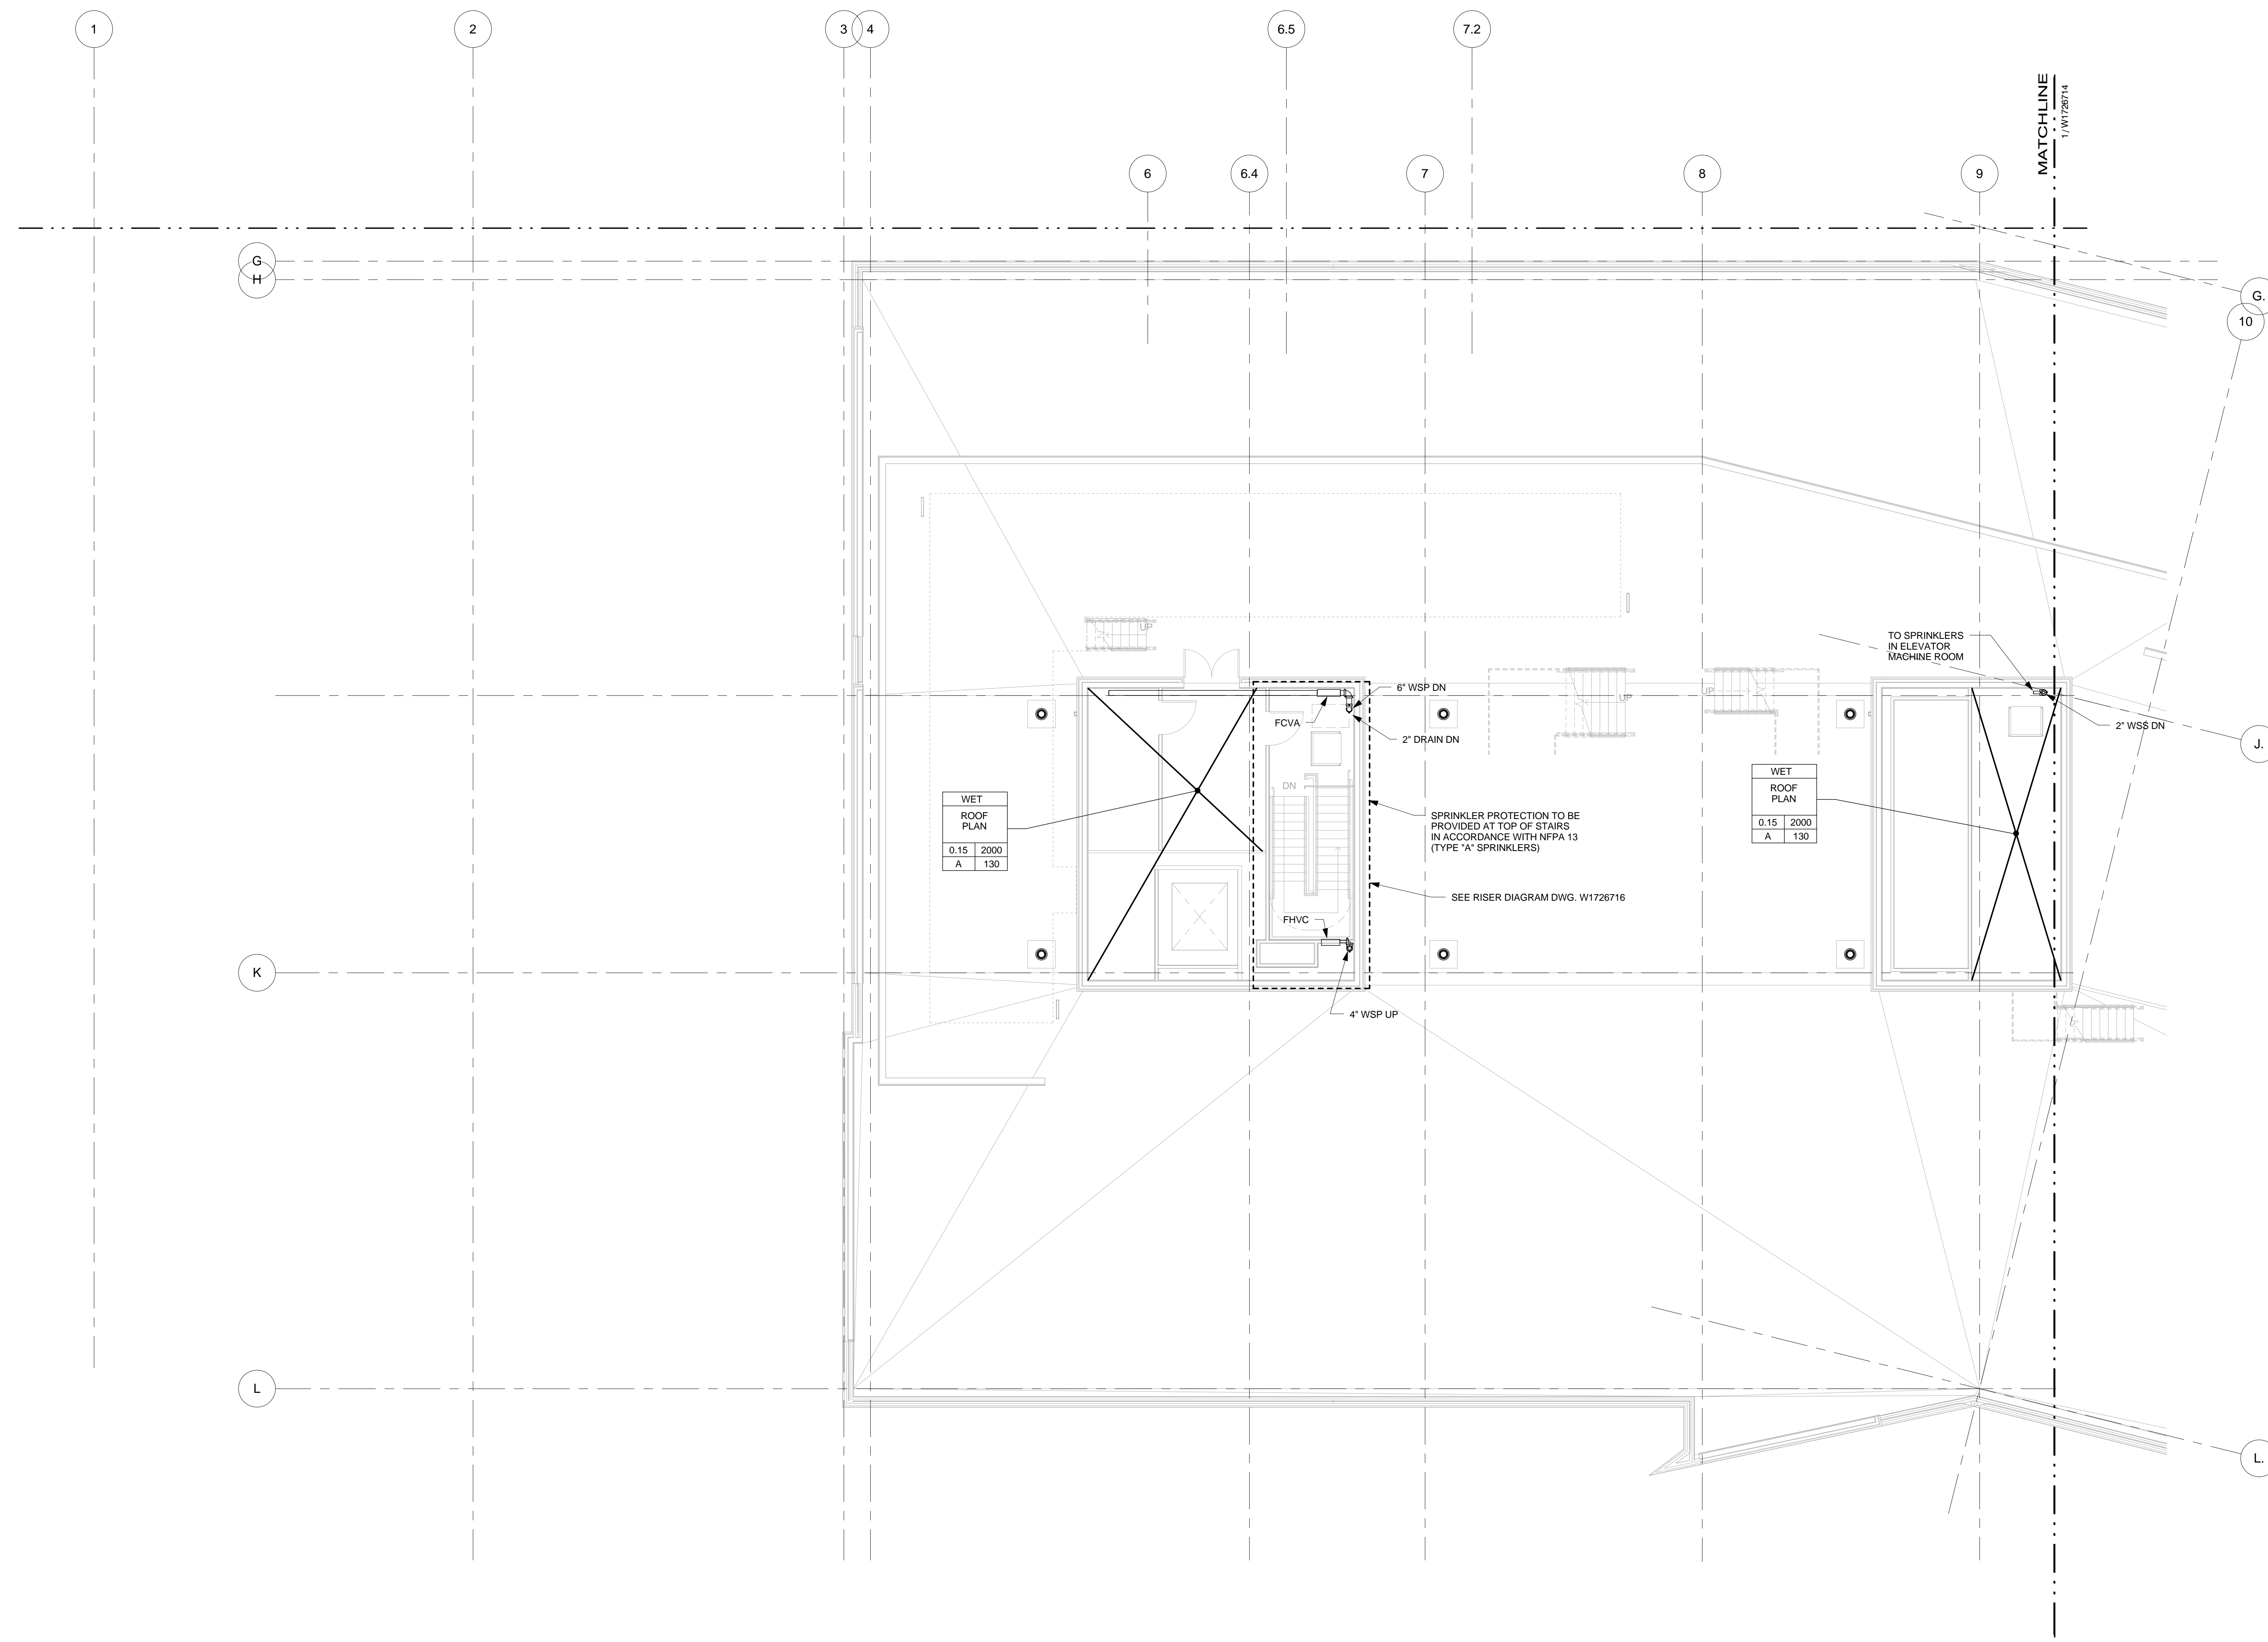 1
2
3
4
6.5
7.2
MATCHLINE
1 / W1726714
6
6.4
7
8
9
G
H
G.
10
UP
TO SPRINKLERS
IN ELEVATOR
MACHINE ROOM
6" WSP DN
UP
UP
FCVA
2" WSS DN
2" DRAIN DN
J.
WET
ROOF
PLAN
0.15 2000
A 130
DN
WET
ROOF
PLAN
0.15 2000
A 130
SPRINKLER PROTECTION TO BE
PROVIDED AT TOP OF STAIRS
IN ACCORDANCE WITH NFPA 13
(TYPE "A" SPRINKLERS)
SEE RISER DIAGRAM DWG. W1726716
FHVC
K
4" WSP UP
L
L.